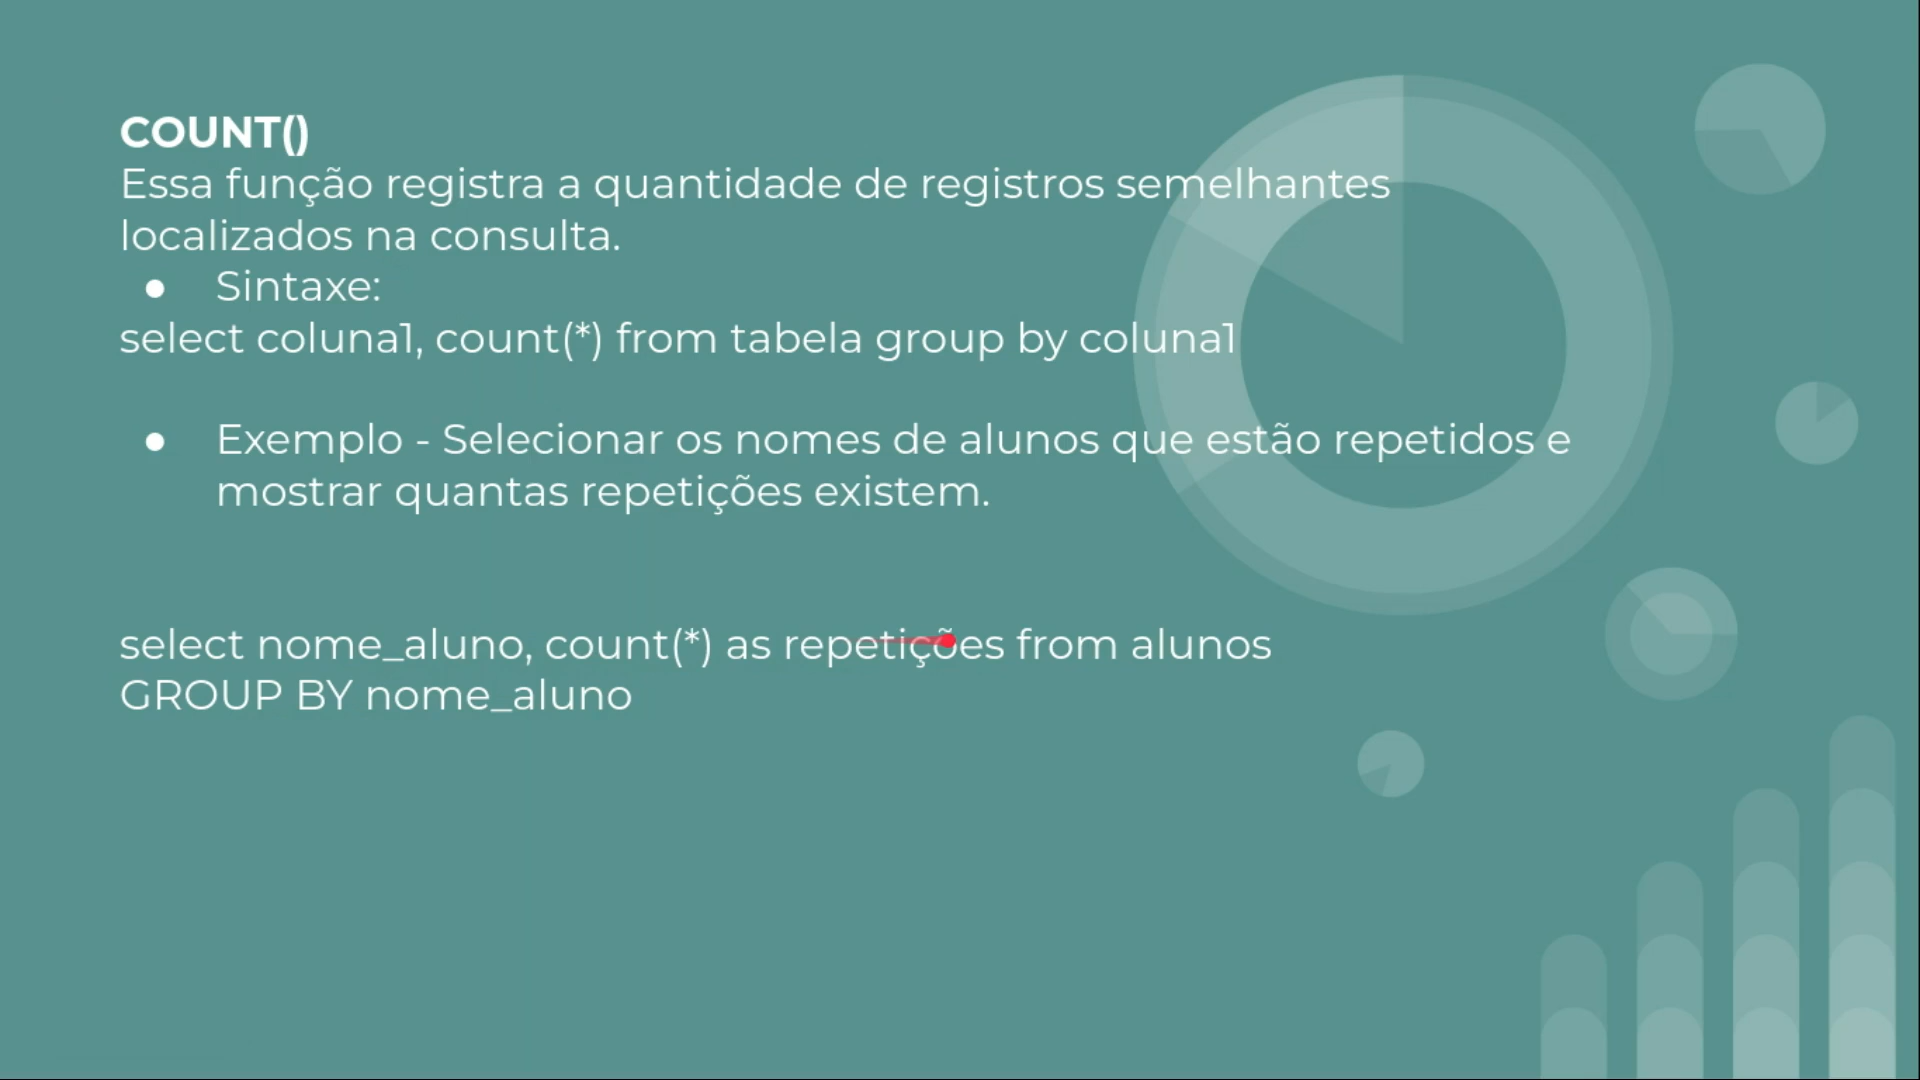 COUNT()
Essa função registra a quantidade de registros semelhantes
localizados na consulta.
● Sintaxe:
select coluna1, count(*) from tabela group by coluna1
● Exemplo - Selecionar os nomes de alunos que estão repetidos e
mostrar quantas repetições existem.
select nome_aluno, count(*) as repetições from alunos
GROUP BY nome_aluno